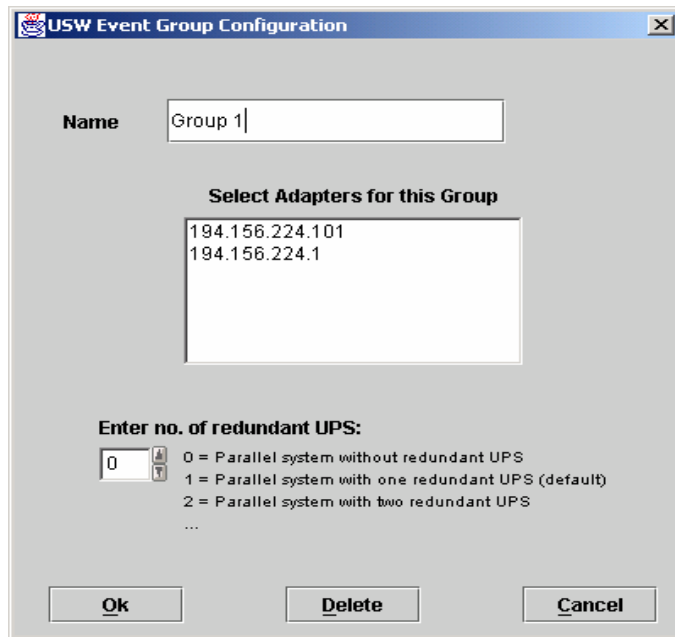 USW Event Group Configuration
Name
Group 1
Select Adapters for this Group
194.156.224.101
194.156.224.1
Enter no. of redundant UPS:
0
0 = Parallel system without redundant UPS
1 = Parallel system with one redundant UPS (default)
2 = Parallel system with two redundant UPS
...
Ok
Delete
Cancel